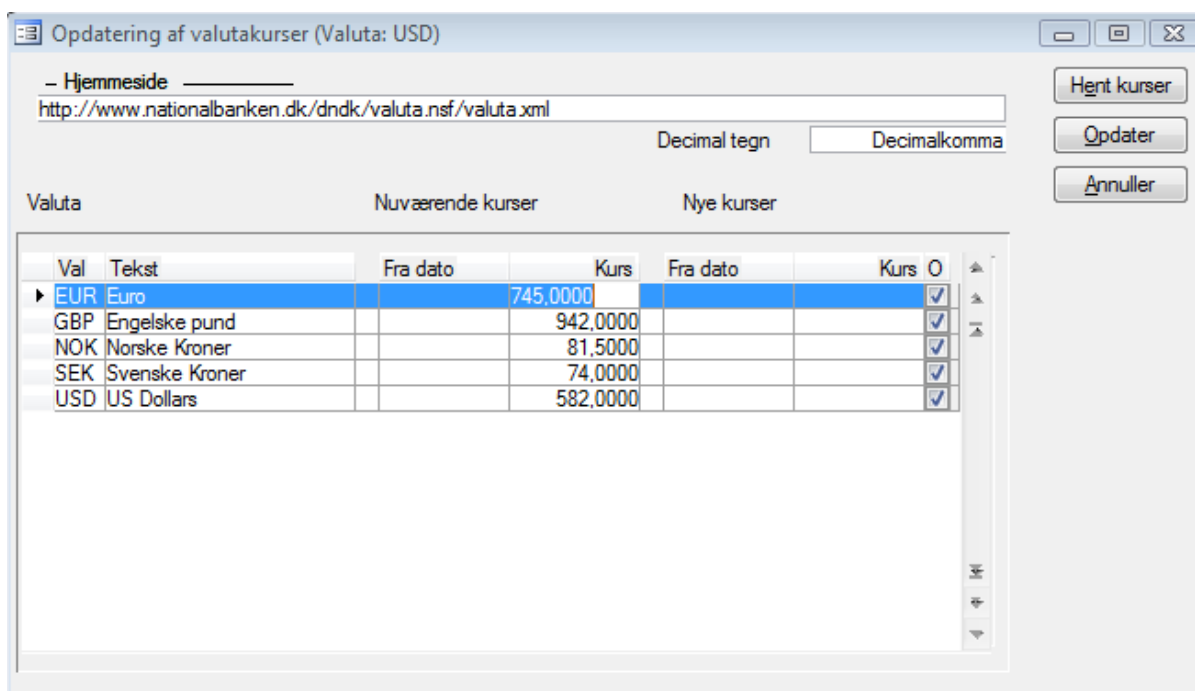 Opdatering af valutakurser (Valuta: USD)
Hjemmeside
Hent kurser
http://www.nationalbanken.dk/dndk/valuta.nsf/valuta.xml
Decimal tegn Decimalkomma
Opdater
Annuller
Valuta Nuværende kurser Nye kurser
Val Tekst Fra dato Kurs Fra dato Kurs O
EUR Euro 745,0000
GBP Engelske pund 942,0000
NOK Norske Kroner 81,5000
SEK Svenske Kroner 74,0000
USD US Dollars 582,0000